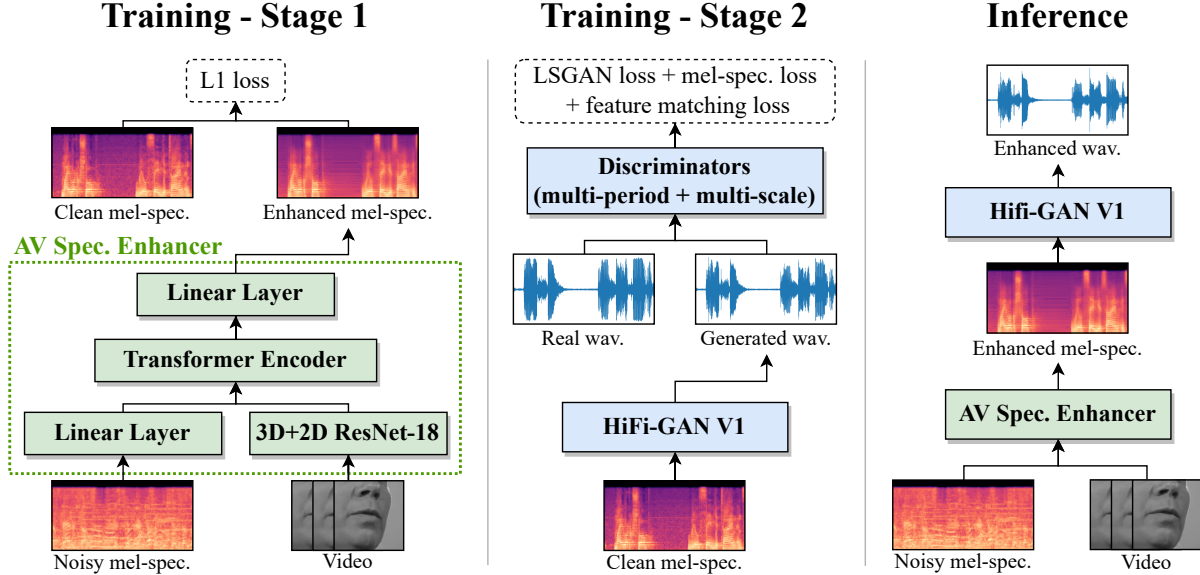 Training - Stage 1
L1 loss
Clean mel-spec.
Enhanced mel-spec.
AV Spec. Enhancer
Linear Layer
Transformer Encoder
Linear Layer
3D+2D ResNet-18
Noisy mel-spec.
Video
Training - Stage 2
LSGAN loss + mel-spec. loss
+ feature matching loss
Discriminators
(multi-period + multi-scale)
Real wav.
Generated wav.
HiFi-GAN V1
Clean mel-spec.
Inference
Enhanced wav.
Hifi-GAN V1
Enhanced mel-spec.
AV Spec. Enhancer
Noisy mel-spec.
Video